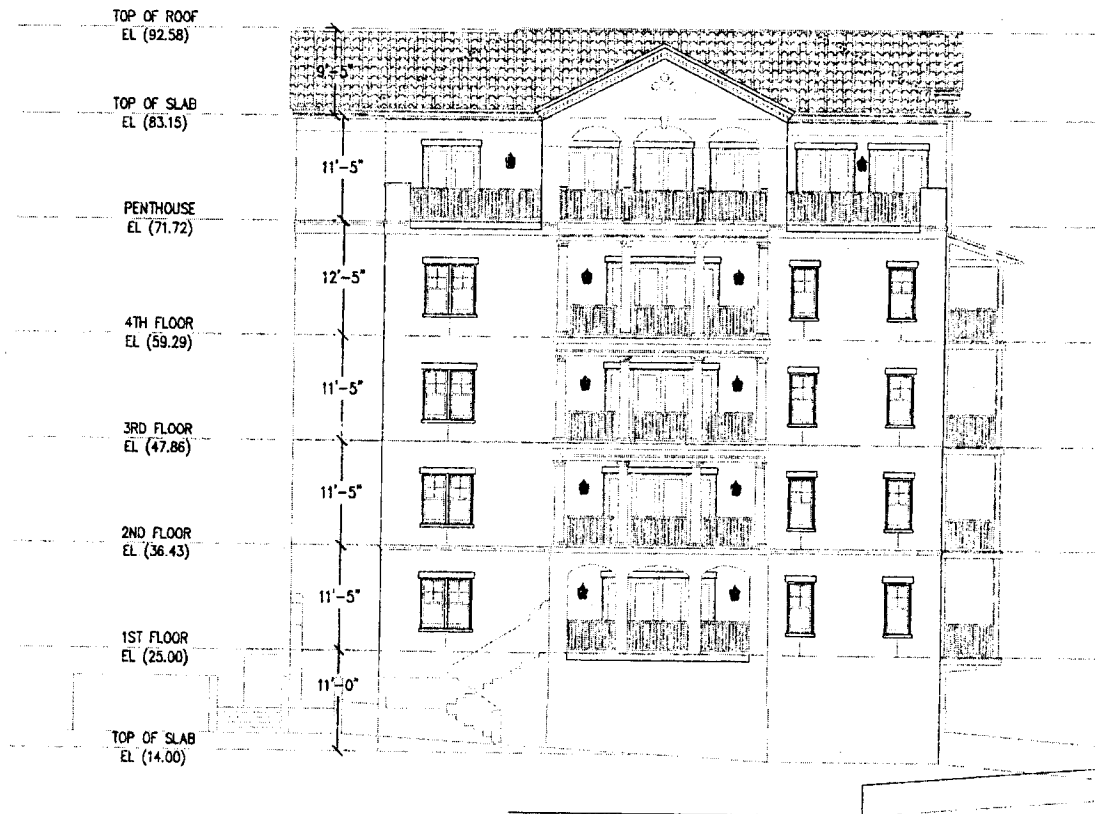 TOP OF ROOF
EL (92.58)
9'-5"
TOP OF SLAB
EL (83.15)
11'-5"
PENTHOUSE
EL (71.72)
12'-5"
4TH FLOOR
EL (59.29)
11'-5"
3RD FLOOR
EL (47.86)
11'-5"
2ND FLOOR
EL (36.43)
11'-5"
1ST FLOOR
EL (25.00)
11'-0"
TOP OF SLAB
EL (14.00)